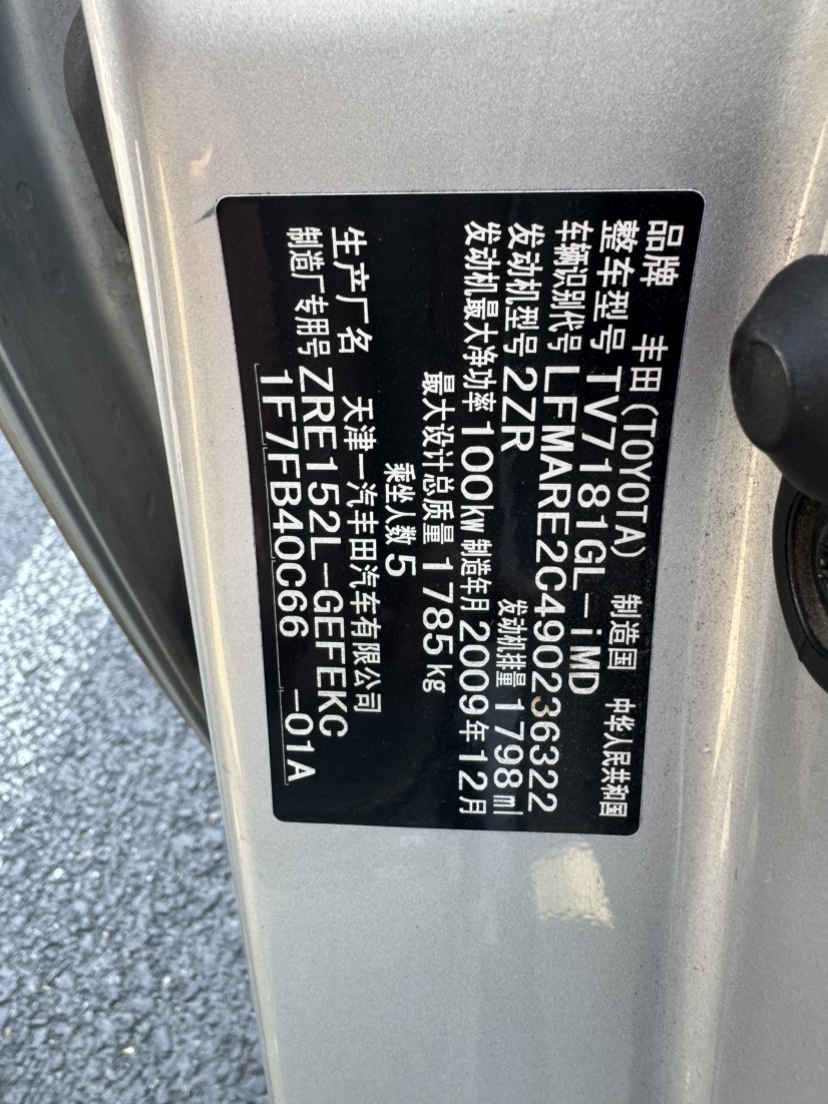 品牌 丰田(TOYOTA) 制造国 中华人民共和国
整车型号 TV7181GL-iMD
车辆识别代号 LFMARE2C490236322
发动机型号 2ZR 发动机排量 1798ml
发动机最大净功率 100kw 制造年月 2009年12月
最大设计总质量 1785kg
乘坐人数 5
生产厂名 天津一汽丰田汽车有限公司
制造厂专用号 ZRE152L-GEFEKC
1F7FB40C66 -01A